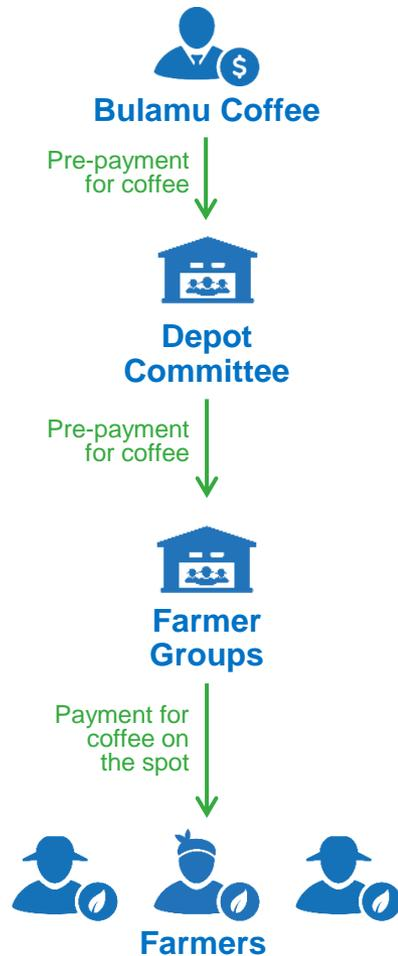 $
Bulamu Coffee
Pre-payment
for coffee
Depot
Committee
Pre-payment
for coffee
Farmer
Groups
Payment for
coffee on
the spot
Farmers